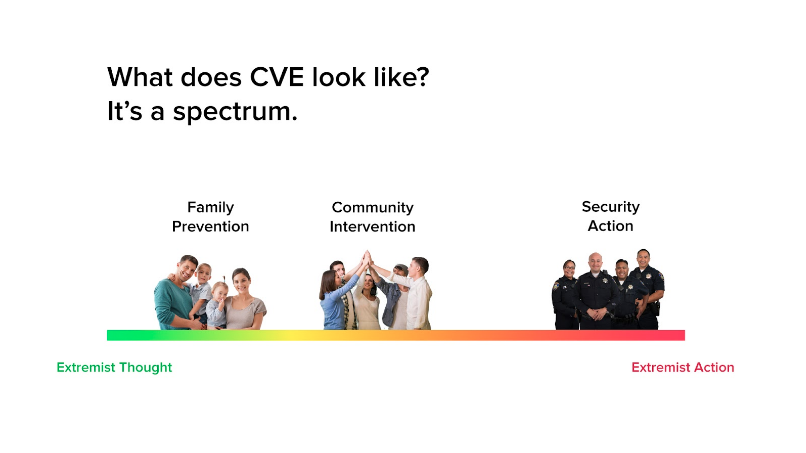 What does CVE look like?
It’s a spectrum.
Family
Prevention
Community
Intervention
Security
Action
Extremist Thought
Extremist Action